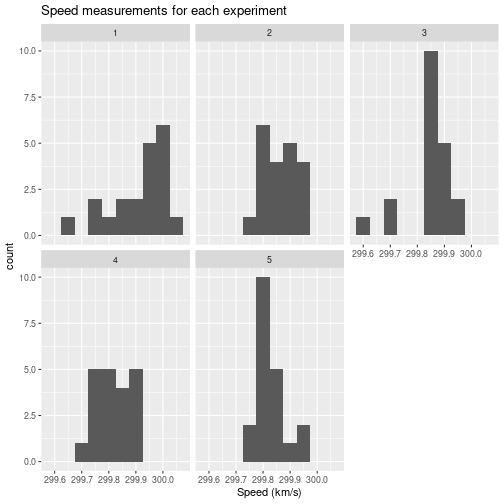 Speed measurements for each experiment
1 2 3
10.0
7.5
5.0
2.5
0.0
299.6 299.7 299.8 299.9 300.0
4 5
10.0
7.5
5.0
2.5
0.0
299.6 299.7 299.8 299.9 300.0 299.6 299.7 299.8 299.9 300.0
count
Speed (km/s)